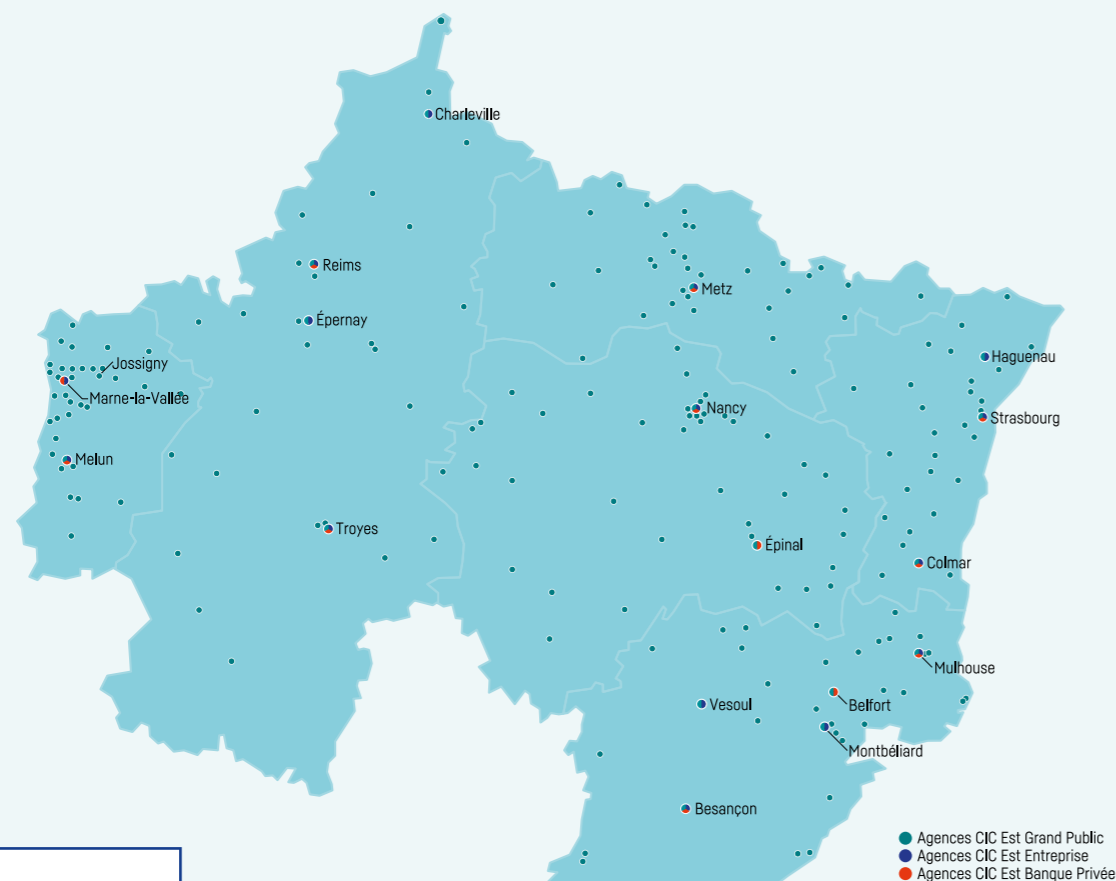 Charleville
Reims
Metz
Épernay
Haguenau
Jossigny
Marne-la-Vallée
Nancy
Strasbourg
Melun
Troyes
Épinal
Colmar
Mulhouse
Vesoul
Belfort
Montbéliard
Besançon
Agences CIC Est Grand Public
Agences CIC Est Entreprise
Agences CIC Est Banque Privée